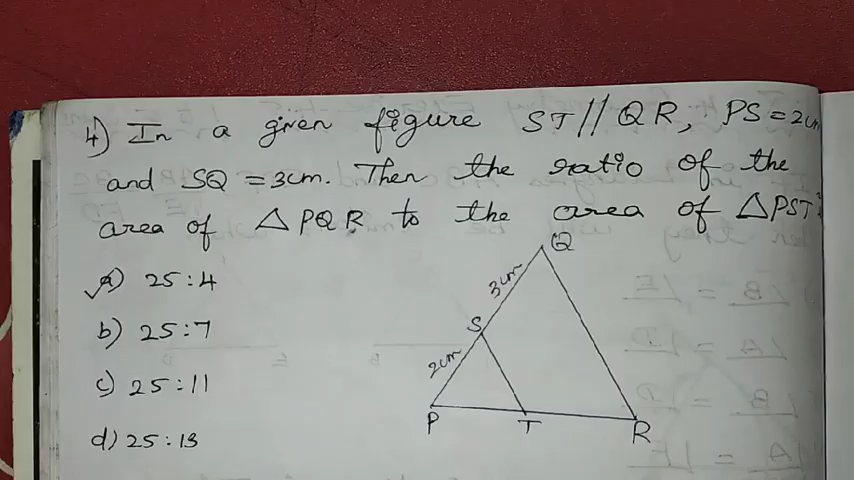 4) In a given figure ST // QR, PS = 2cm
and SQ = 3cm. Then the ratio of the
area of △PQR to the area of △PST?
a) 25 : 4
b) 25 : 7
c) 25 : 11
d) 25 : 13
Q
3cm
S
2cm
P
T
R
∠B = ∠E
∠A = ∠D
∠B = ∠D
∠A = ∠F